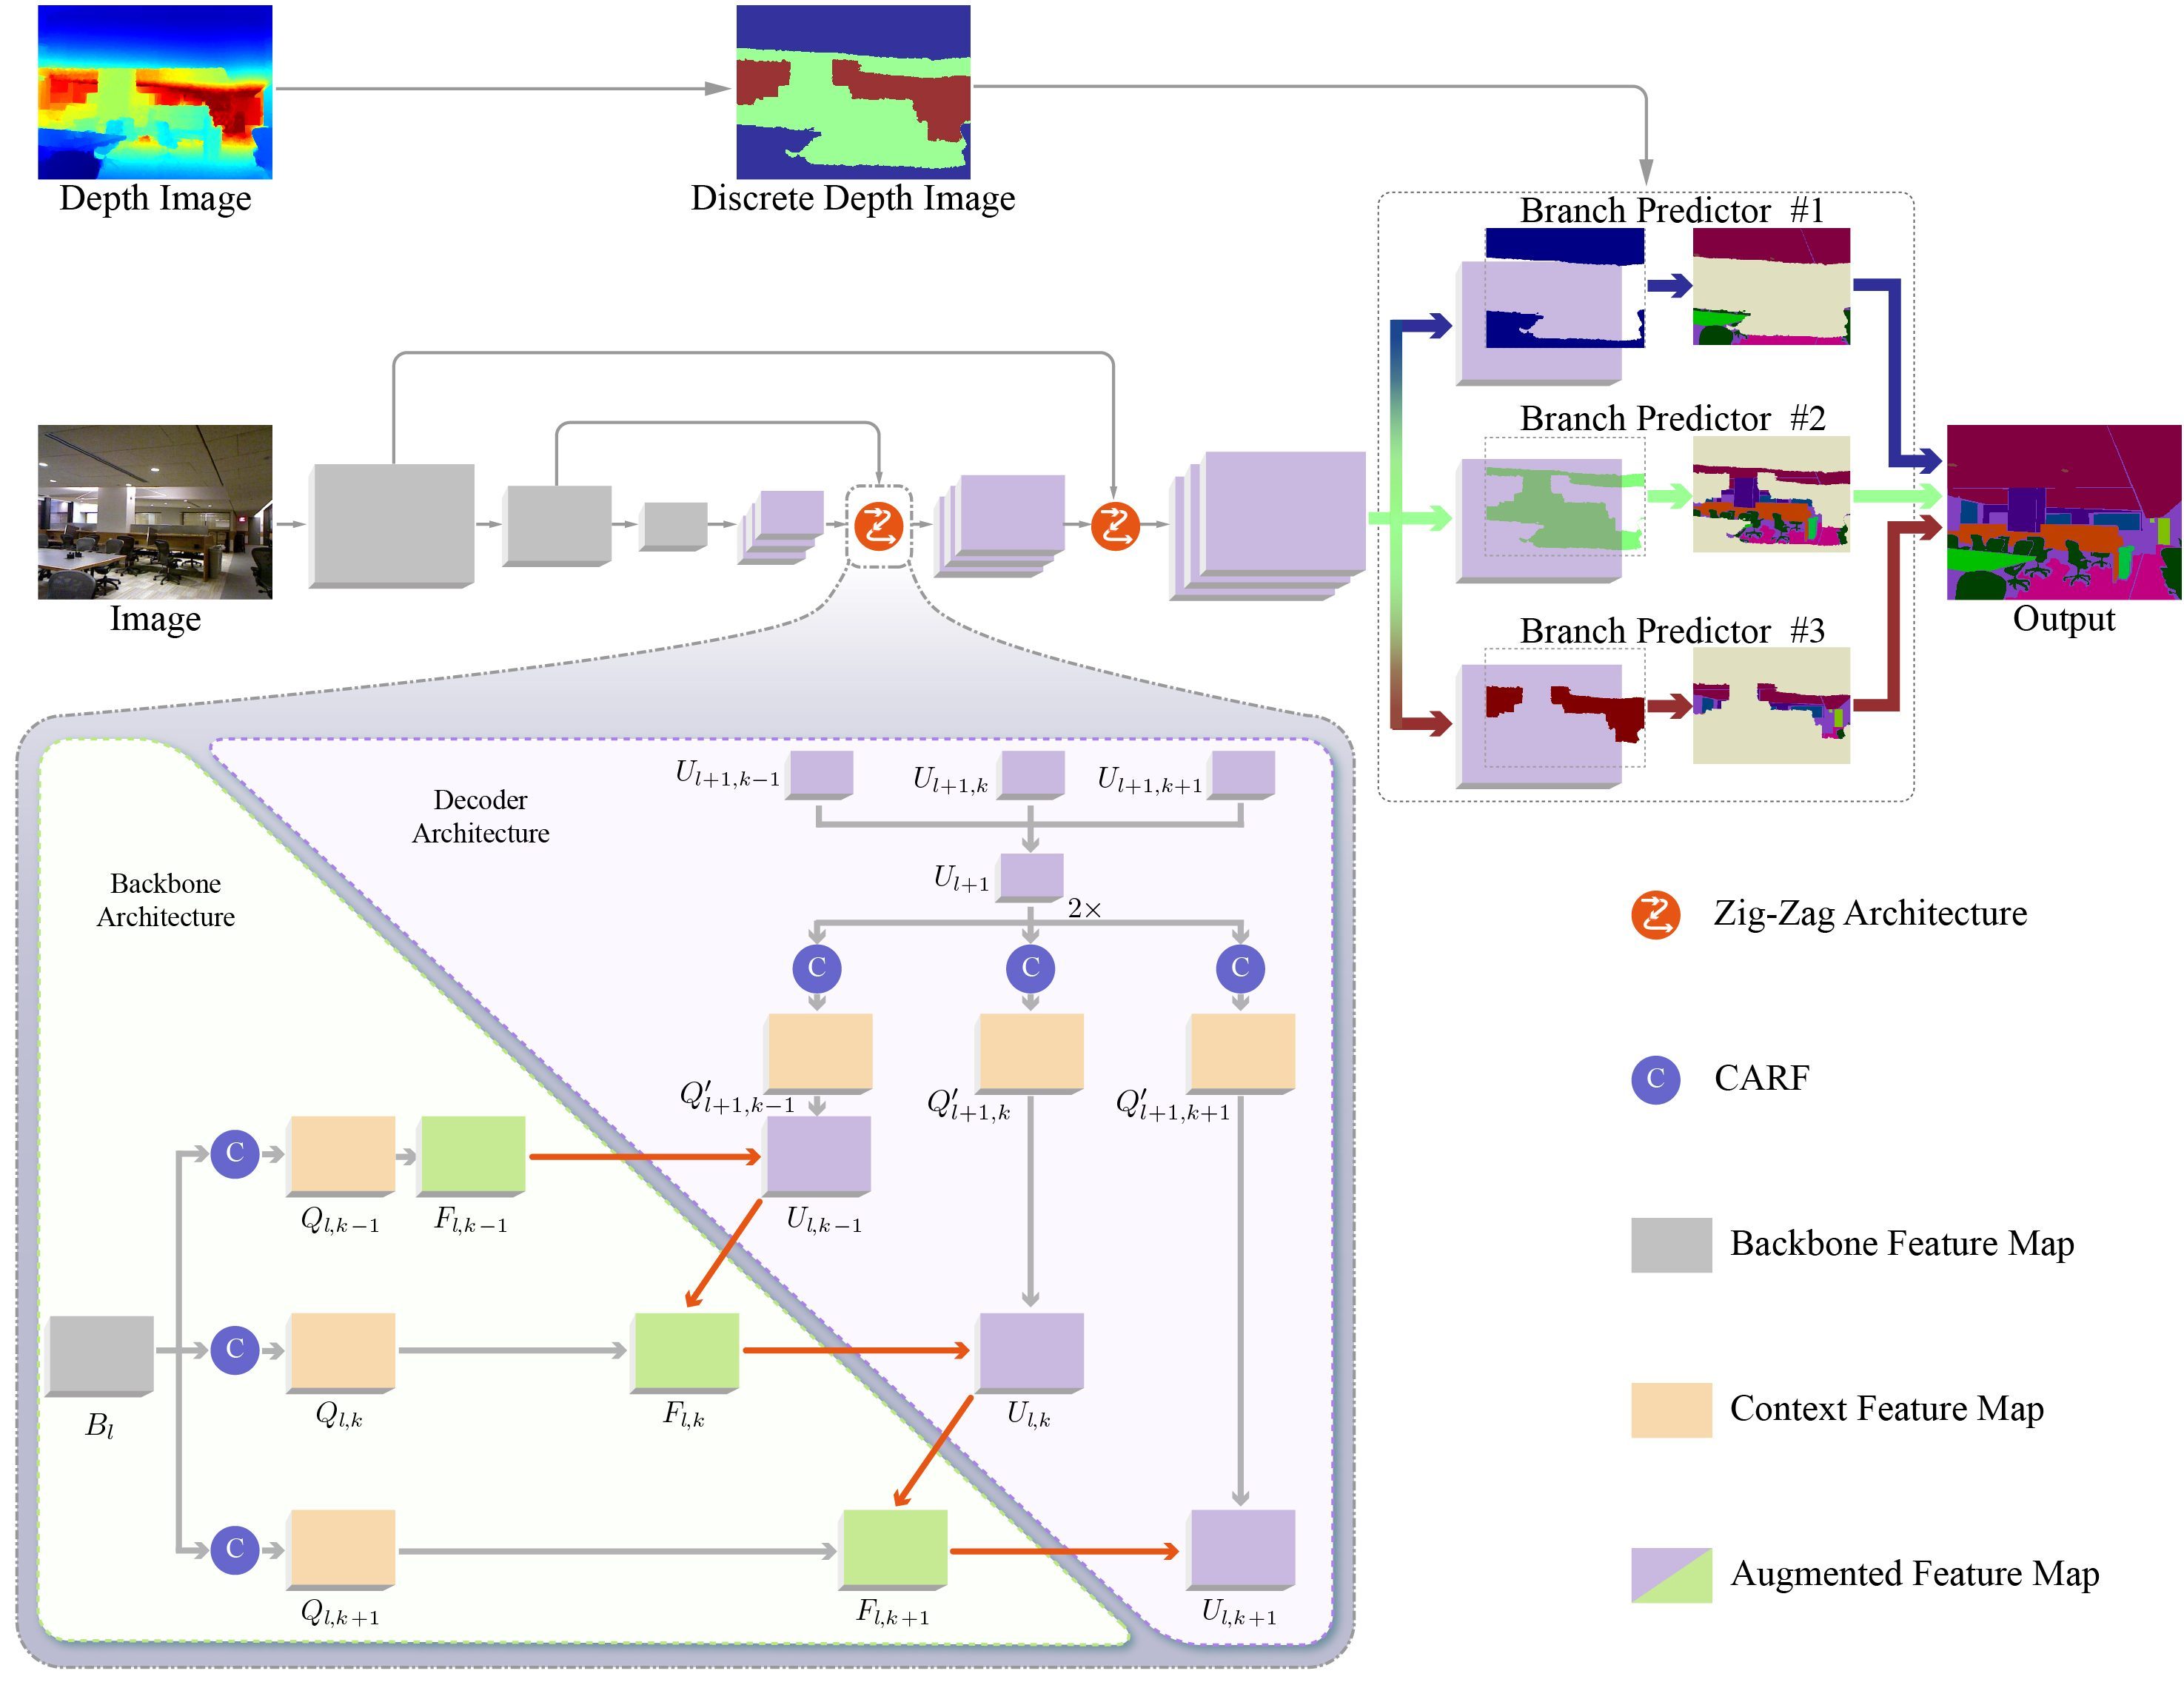 Depth Image
Discrete Depth Image
Branch Predictor #1
Branch Predictor #2
Branch Predictor #3
Image
Output
Decoder
Architecture
Backbone
Architecture
U_{l+1,k-1}
U_{l+1,k}
U_{l+1,k+1}
U_{l+1}
2×
C
C
C
Q'_{l+1,k-1}
Q'_{l+1,k}
Q'_{l+1,k+1}
C
Q_{l,k-1}
F_{l,k-1}
U_{l,k-1}
C
B_l
Q_{l,k}
F_{l,k}
U_{l,k}
C
Q_{l,k+1}
F_{l,k+1}
U_{l,k+1}
Zig-Zag Architecture
C
CARF
Backbone Feature Map
Context Feature Map
Augmented Feature Map